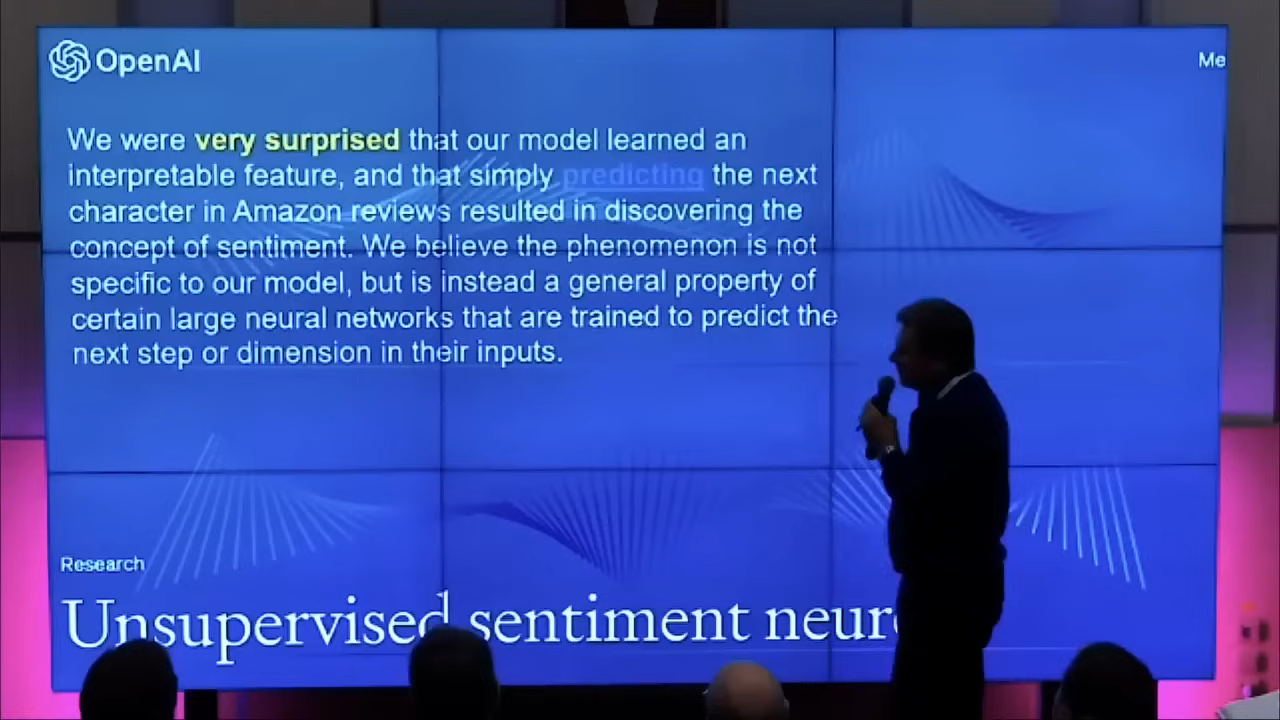 OpenAI
Me
We were very surprised that our model learned an
interpretable feature, and that simply predicting the next
character in Amazon reviews resulted in discovering the
concept of sentiment. We believe the phenomenon is not
specific to our model, but is instead a general property of
certain large neural networks that are trained to predict the
next step or dimension in their inputs.
Research
Unsupervised sentiment neur